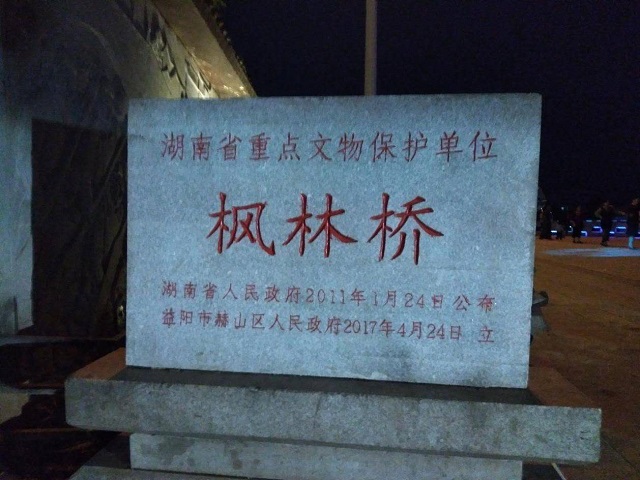 湖南省重点文物保护单位
枫林桥
湖南省人民政府2011年1月24日公布
益阳市赫山区人民政府2017年4月24日 立